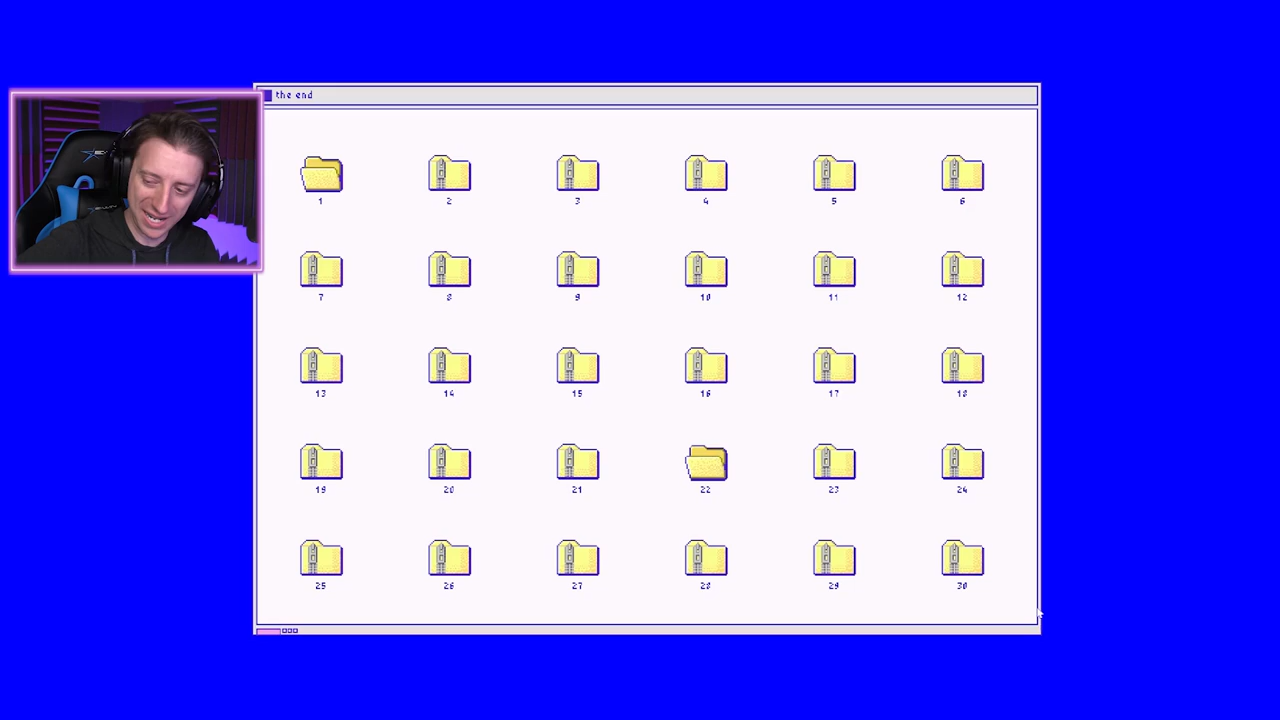 the end
1 2 3 4 5 6
7 8 9 10 11 12
13 14 15 16 17 18
19 20 21 22 23 24
25 26 27 28 29 30